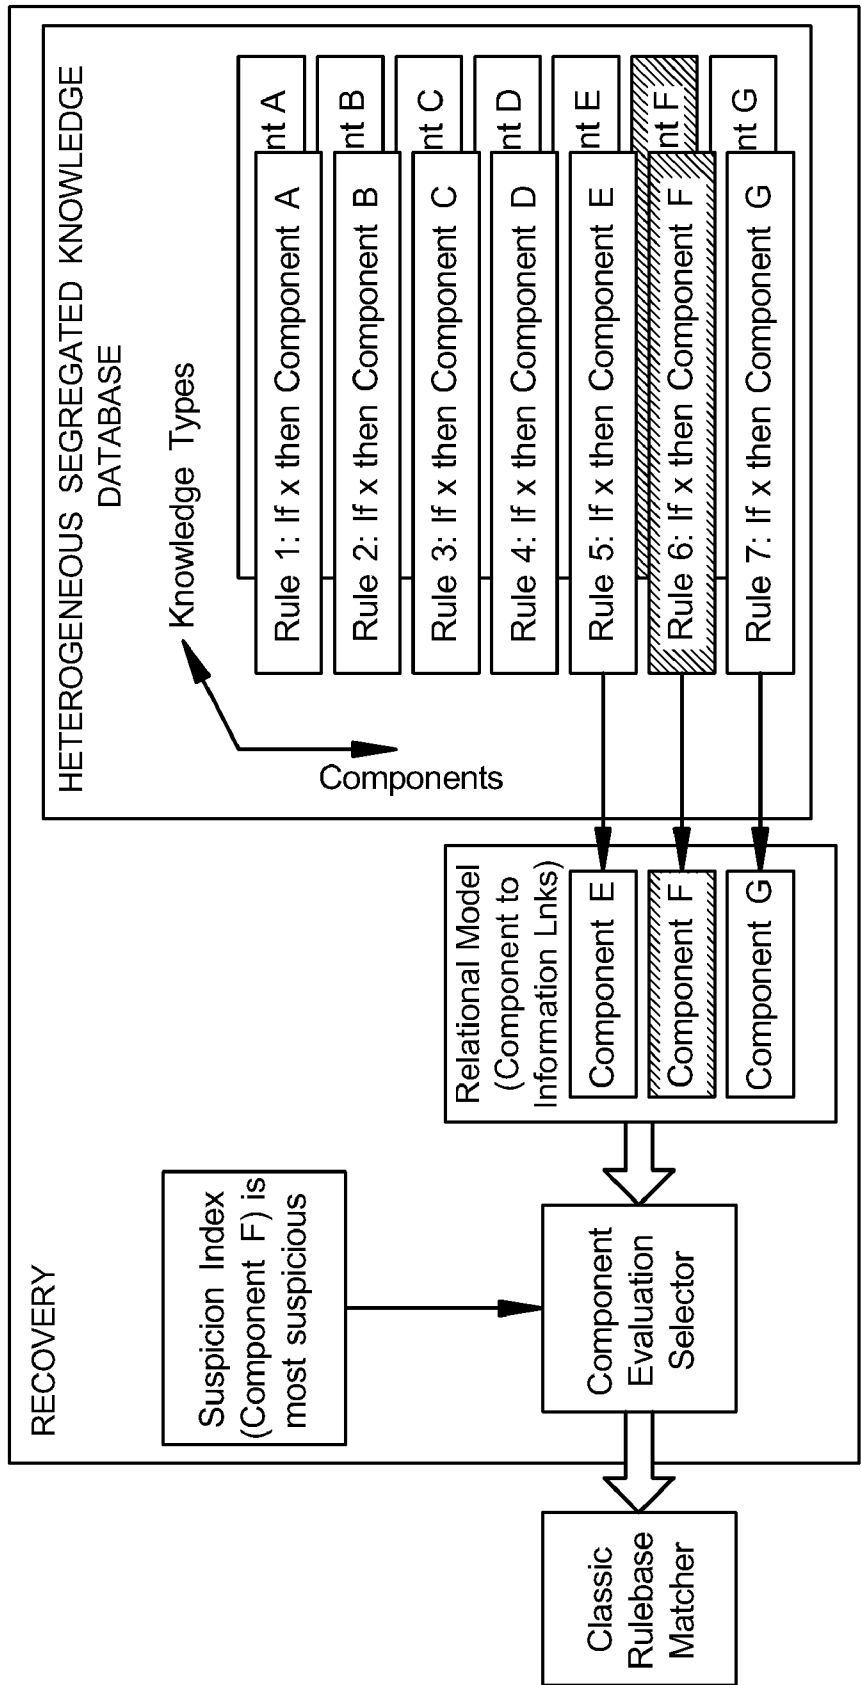 RECOVERY
HETEROGENEOUS SEGREGATED KNOWLEDGE
DATABASE
Knowledge Types
Components
nt A
nt B
nt C
nt D
nt E
nt F
nt G
Rule 1: If x then Component A
Rule 2: If x then Component B
Rule 3: If x then Component C
Rule 4: If x then Component D
Rule 5: If x then Component E
Rule 6: If x then Component F
Rule 7: If x then Component G
Relational Model
(Component to
Information Lnks)
Component E
Component F
Component G
Suspicion Index
(Component F) is
most suspicious
Component
Evaluation
Selector
Classic
Rulebase
Matcher